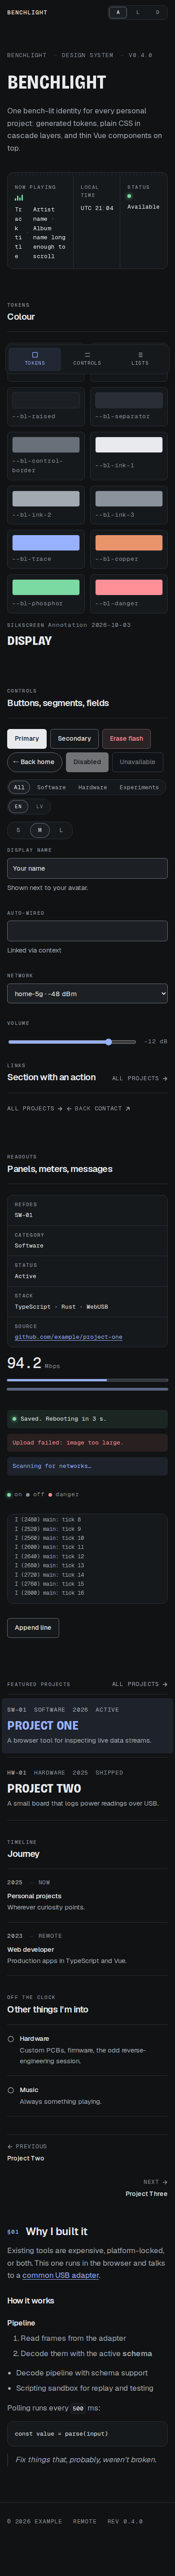 BENCHLIGHT
A L D
BENCHLIGHT · DESIGN SYSTEM · V0.4.0
BENCHLIGHT
One bench-lit identity for every personal
project: generated tokens, plain CSS in
cascade layers, and thin Vue components on
top.
NOW PLAYING
Tr
ac
k
ti
tl
e
Artist
name ·
Album
name long
enough to
scroll
LOCAL
TIME
UTC 21:04
STATUS
Available
TOKENS
Colour
TOKENS
CONTROLS
LISTS
--bl-raised
--bl-separator
--bl-control-
border
--bl-ink-1
--bl-ink-2
--bl-ink-3
--bl-trace
--bl-copper
--bl-phosphor
--bl-danger
SILKSCREEN Annotation 2026-10-03
DISPLAY
CONTROLS
Buttons, segments, fields
Primary
Secondary
Erase flash
← Back home
Disabled
Unavailable
All Software Hardware Experiments
EN LV
S M L
DISPLAY NAME
Your name
Shown next to your avatar.
AUTO-WIRED
Linked via context
NETWORK
home-5g · -48 dBm
VOLUME
-12 dB
LINKS
Section with an action
ALL PROJECTS →
ALL PROJECTS → ← BACK CONTACT ↗
READOUTS
Panels, meters, messages
REFDES
SW-01
CATEGORY
Software
STATUS
Active
STACK
TypeScript · Rust · WebUSB
SOURCE
github.com/example/project-one
94.2 Mbps
Saved. Rebooting in 3 s.
Upload failed: image too large.
Scanning for networks…
on off danger
I (2480) main: tick 8
I (2520) main: tick 9
I (2560) main: tick 10
I (2600) main: tick 11
I (2640) main: tick 12
I (2680) main: tick 13
I (2720) main: tick 14
I (2760) main: tick 15
I (2800) main: tick 16
Append line
FEATURED PROJECTS
ALL PROJECTS →
SW-01 SOFTWARE 2026 ACTIVE
PROJECT ONE
A browser tool for inspecting live data streams.
HW-01 HARDWARE 2025 SHIPPED
PROJECT TWO
A small board that logs power readings over USB.
TIMELINE
Journey
2025 · NOW
Personal projects
Wherever curiosity points.
2023 · REMOTE
Web developer
Production apps in TypeScript and Vue.
OFF THE CLOCK
Other things I'm into
Hardware
Custom PCBs, firmware, the odd reverse-
engineering session.
Music
Always something playing.
← PREVIOUS
Project Two
NEXT →
Project Three
§01 Why I built it
Existing tools are expensive, platform-locked,
or both. This one runs in the browser and talks
to a common USB adapter.
How it works
Pipeline
1. Read frames from the adapter
2. Decode them with the active schema
• Decode pipeline with schema support
• Scripting sandbox for replay and testing
Polling runs every 500 ms:
const value = parse(input)
Fix things that, probably, weren't broken.
© 2026 EXAMPLE REMOTE REV 0.4.0